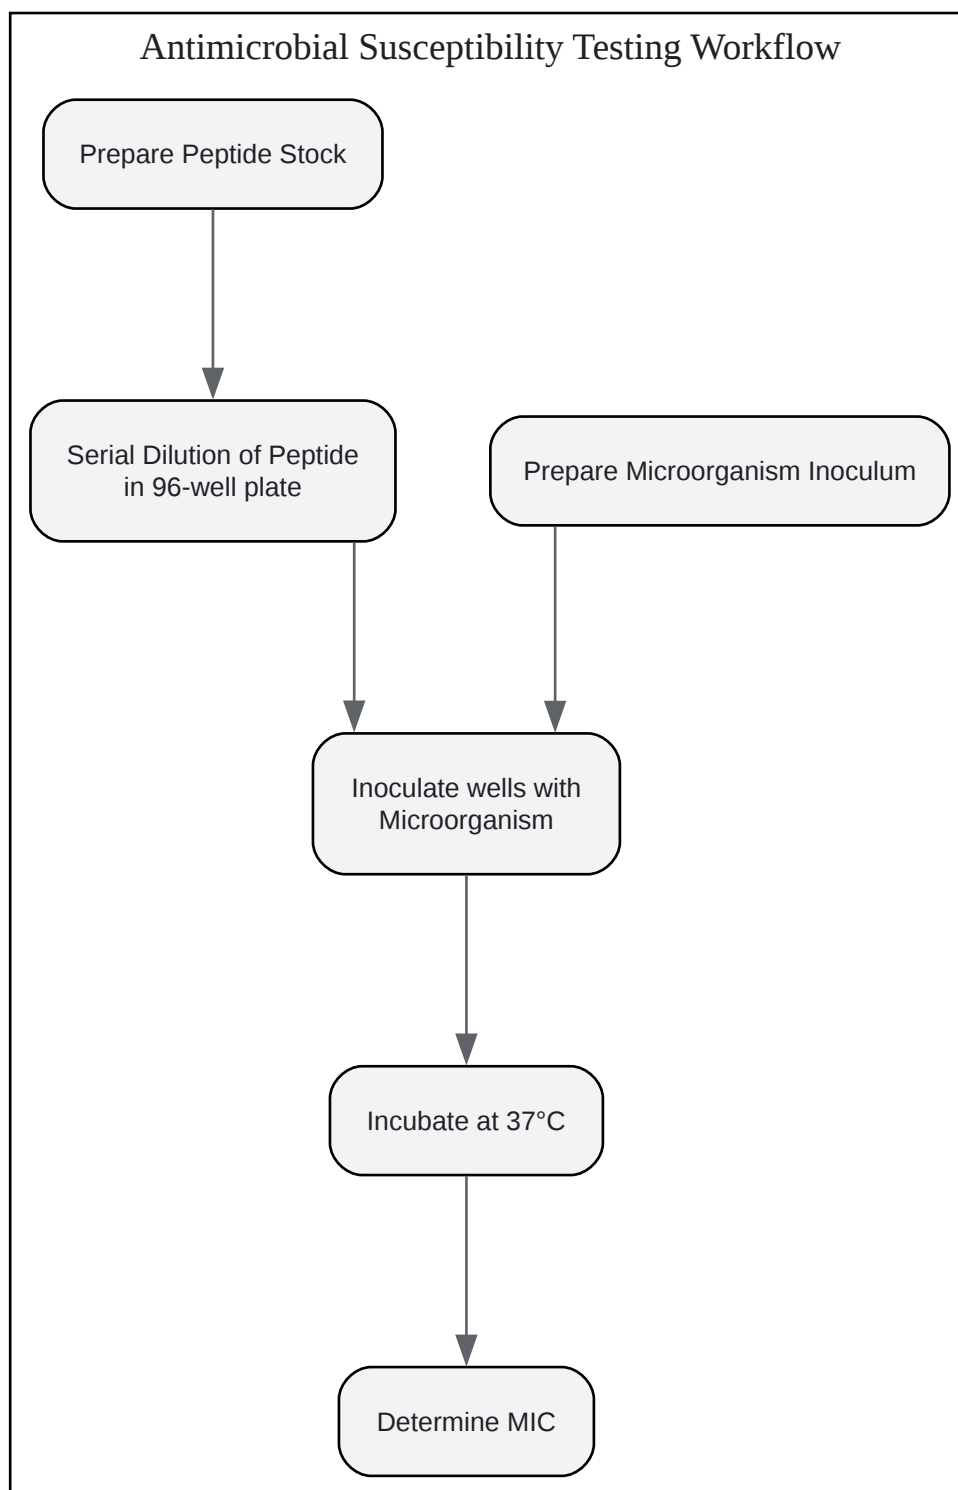 Antimicrobial Susceptibility Testing Workflow
Prepare Peptide Stock
Serial Dilution of Peptide
in 96-well plate
Prepare Microorganism Inoculum
Inoculate wells with
Microorganism
Incubate at 37°C
Determine MIC